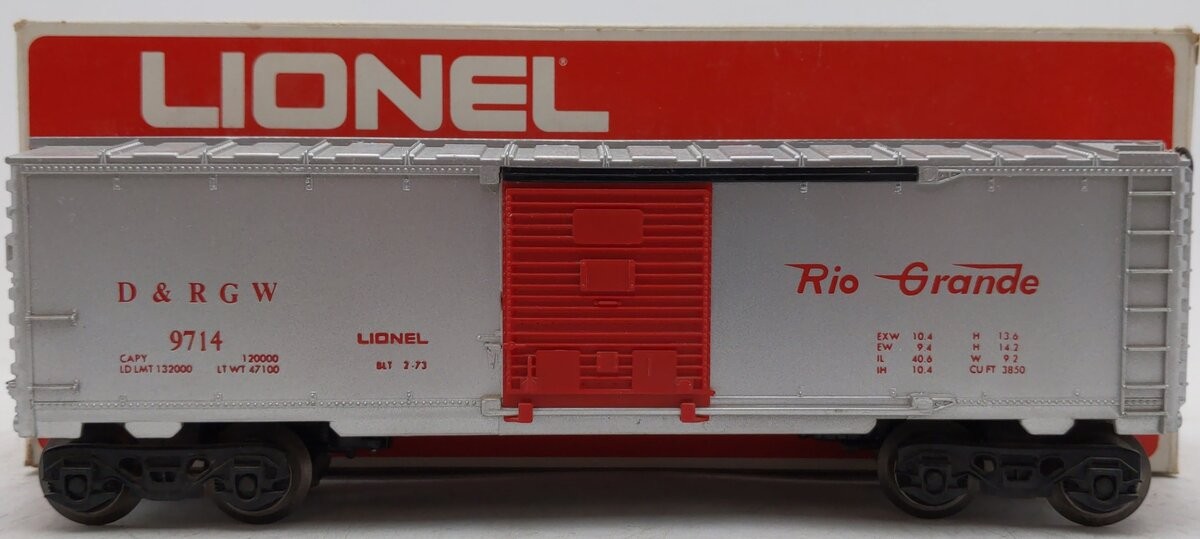 LIONEL®
D & R G W
9714
CAPY 120000
LD LMT 132000 LT WT 47100
LIONEL
BLT 2-73
Rio Grande
EXW 10.4 H 13.6
EW 9.4 H 14.2
IL 40.6 W 9.2
IH 10.4 CU FT 3850